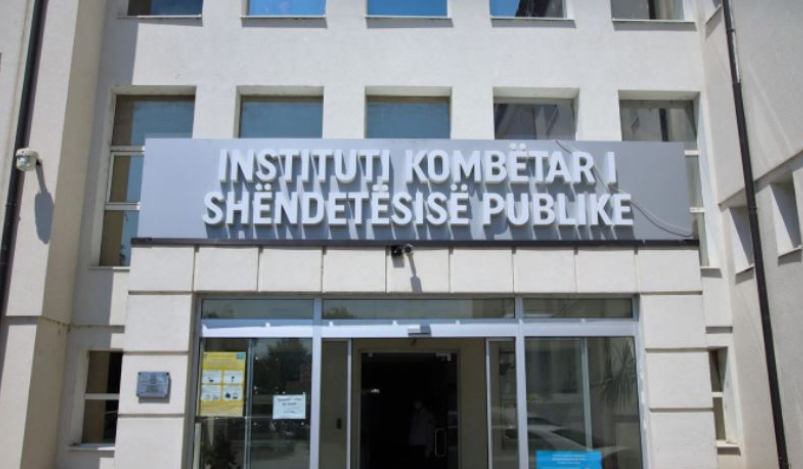 INSTITUTI KOMBËTAR I
SHËNDETËSISË PUBLIKE